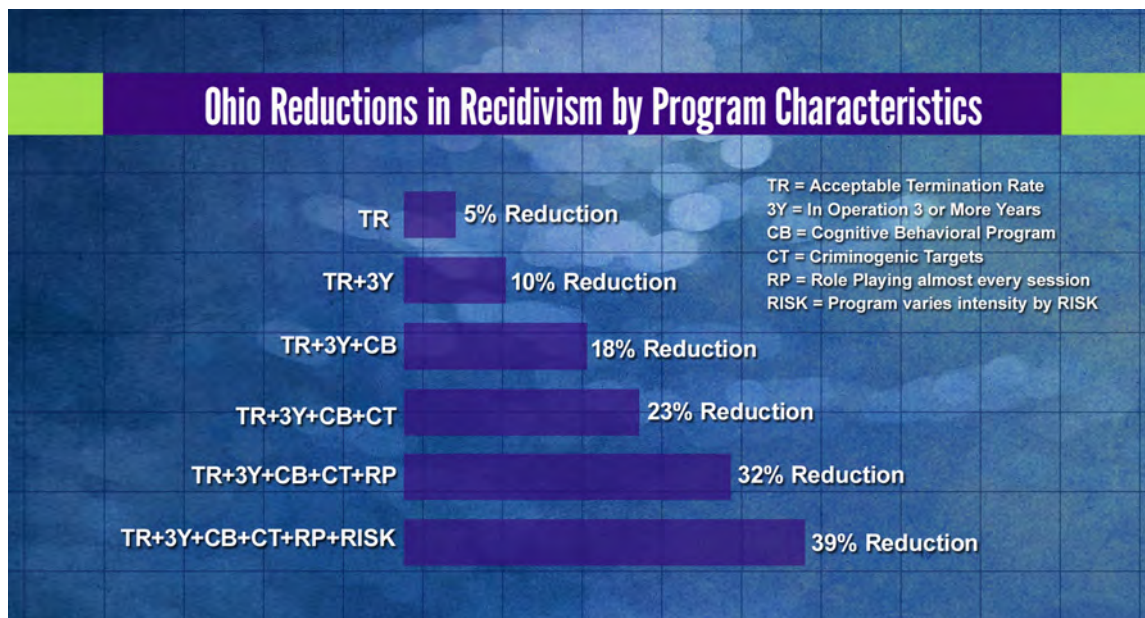 Ohio Reductions in Recidivism by Program Characteristics
TR = Acceptable Termination Rate
3Y = In Operation 3 or More Years
CB = Cognitive Behavioral Program
CT = Criminogenic Targets
RP = Role Playing almost every session
RISK = Program varies intensity by RISK
TR 5% Reduction
TR+3Y 10% Reduction
TR+3Y+CB 18% Reduction
TR+3Y+CB+CT 23% Reduction
TR+3Y+CB+CT+RP 32% Reduction
TR+3Y+CB+CT+RP+RISK 39% Reduction